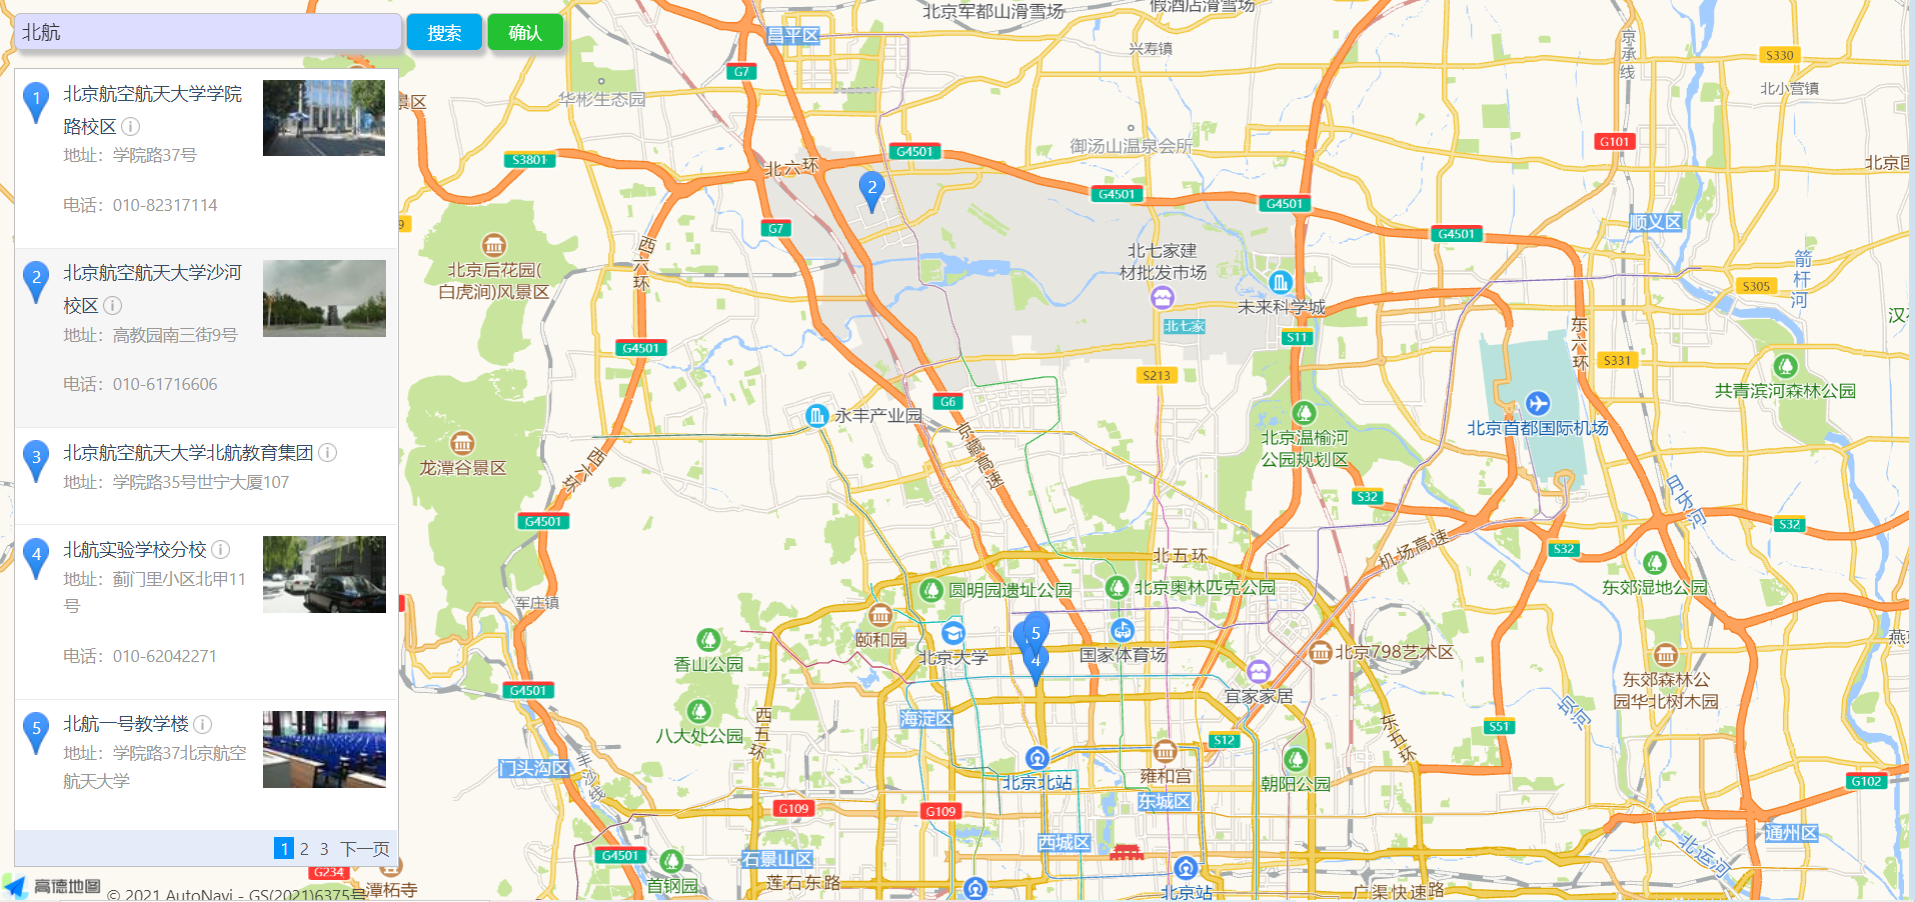 北航
搜索
确认
1
北京航空航天大学学院
路校区
地址：学院路37号
电话：010-82317114
2
北京航空航天大学沙河
校区
地址：高教园南三街9号
电话：010-61716606
3
北京航空航天大学北航教育集团
地址：学院路35号世宁大厦107
4
北航实验学校分校
地址：蓟门里小区北甲11
号
电话：010-62042271
5
北航一号教学楼
地址：学院路37北京航空
航天大学
1 2 3 下一页
高德地图
© 2021 AutoNavi - GS(2021)6375号
北京军都山滑雪场
假酒店滑雪场
昌平区
兴寿镇
京承线
S330
G7
北小营镇
华彬生态园
景区
御汤山温泉会所
G101
S3801
北六环
G4501
北京国
2
G4501
G4501
顺义区
G7
G4501
西六环
北京后花园(
白虎涧)风景区
北七家建
材批发市场
箭杆河
未来科学城
S305
北七家
汉石
S11
东六环
G4501
S331
S213
共青滨河森林公园
G6
永丰产业园
北京首都国际机场
京藏高速
北京温榆河
公园规划区
龙潭谷景区
西六环
S32
月牙河
G4501
S32
机场高速
S32
北五环
圆明园遗址公园
北京奥林匹克公园
东郊湿地公园
军庄镇
颐和园
5
4
北京大学
国家体育场
北京798艺术区
燕
香山公园
宜家家居
东郊森林公
园华北树木园
G4501
西五环
海淀区
八大处公园
东五环
坝河
S51
S12
门头沟区
丰沙线
北京北站
雍和宫
朝阳公园
G102
东城区
G109
G109
通州区
西城区
北运河
G4501
石景山区
G234
潭柘寺
首钢园
莲石东路
北京站
广渠快速路